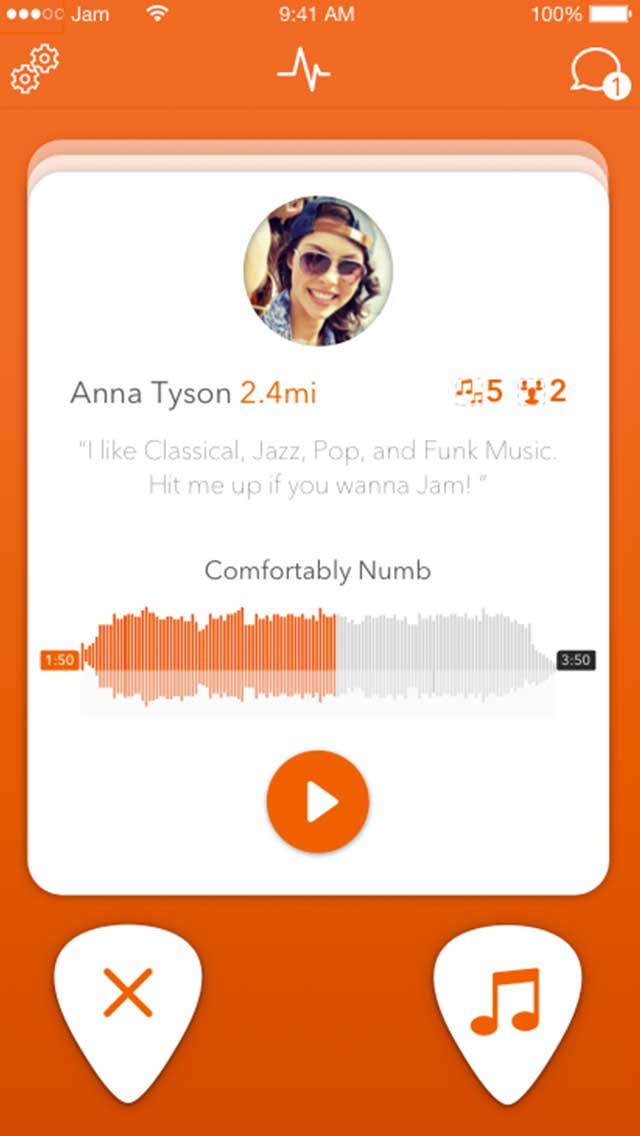 Jam 9:41 AM 100%
1
Anna Tyson 2.4mi 5 2
“I like Classical, Jazz, Pop, and Funk Music.
Hit me up if you wanna Jam! ”
Comfortably Numb
1:50 3:50